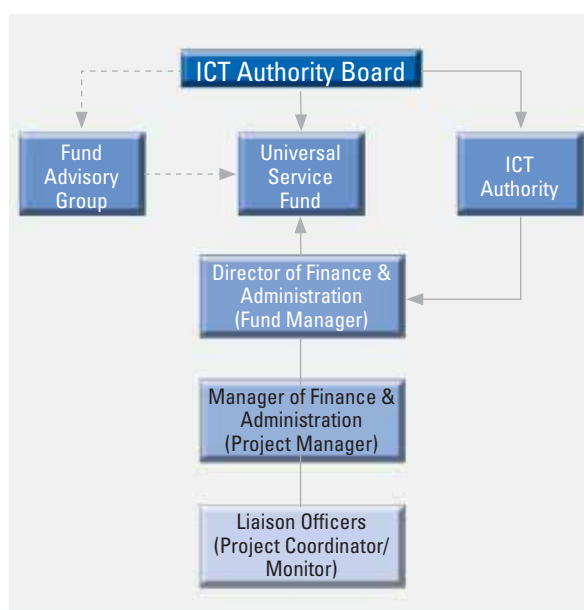 ICT Authority Board
Fund
Advisory
Group
Universal
Service
Fund
ICT
Authority
Director of Finance &
Administration
(Fund Manager)
Manager of Finance &
Administration
(Project Manager)
Liaison Officers
(Project Coordinator/
Monitor)